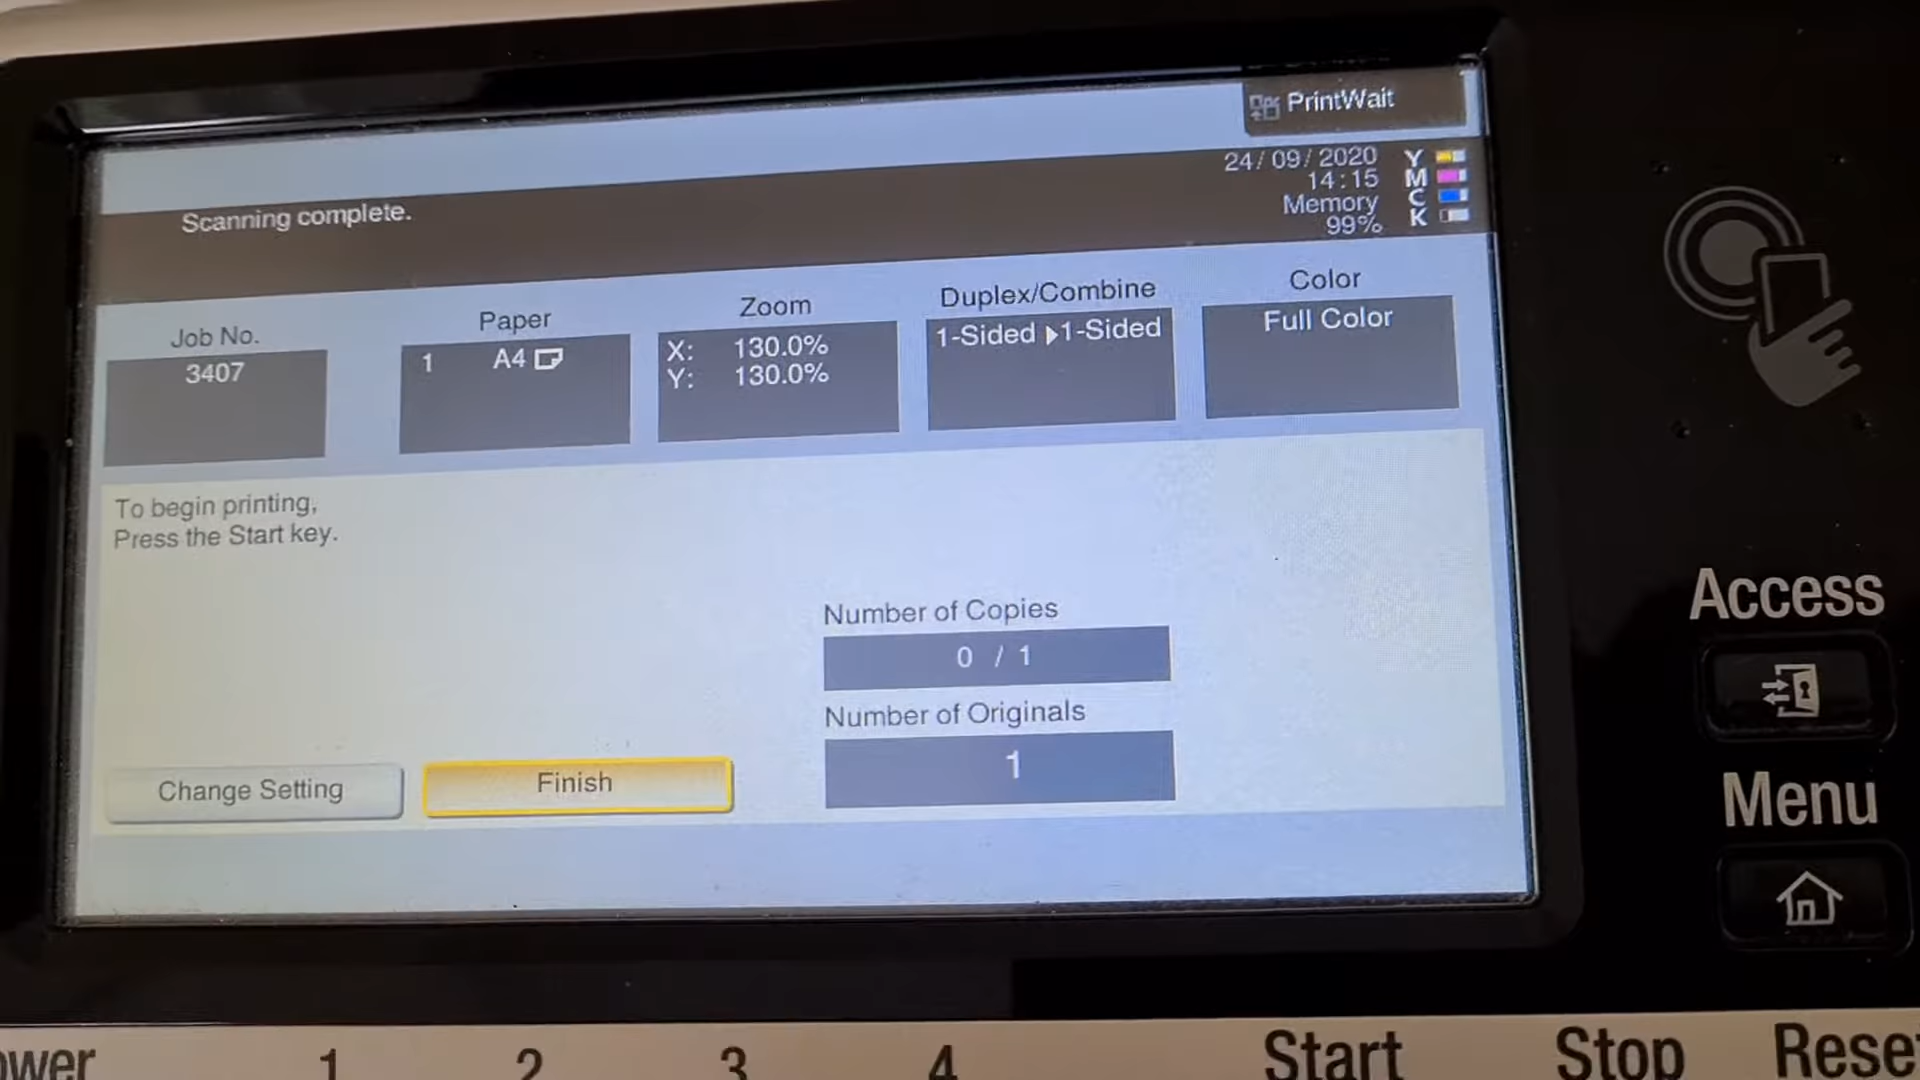 PrintWait
24/09/2020
14:15
Memory
99%
Y
M
C
K
Scanning complete.
Job No.
3407
Paper
1 A4
Zoom
X: 130.0%
Y: 130.0%
Duplex/Combine
1-Sided ▶1-Sided
Color
Full Color
To begin printing,
Press the Start key.
Number of Copies
0 / 1
Number of Originals
1
Change Setting
Finish
Access
Menu
ower 1 2 3 4 Start Stop Rese